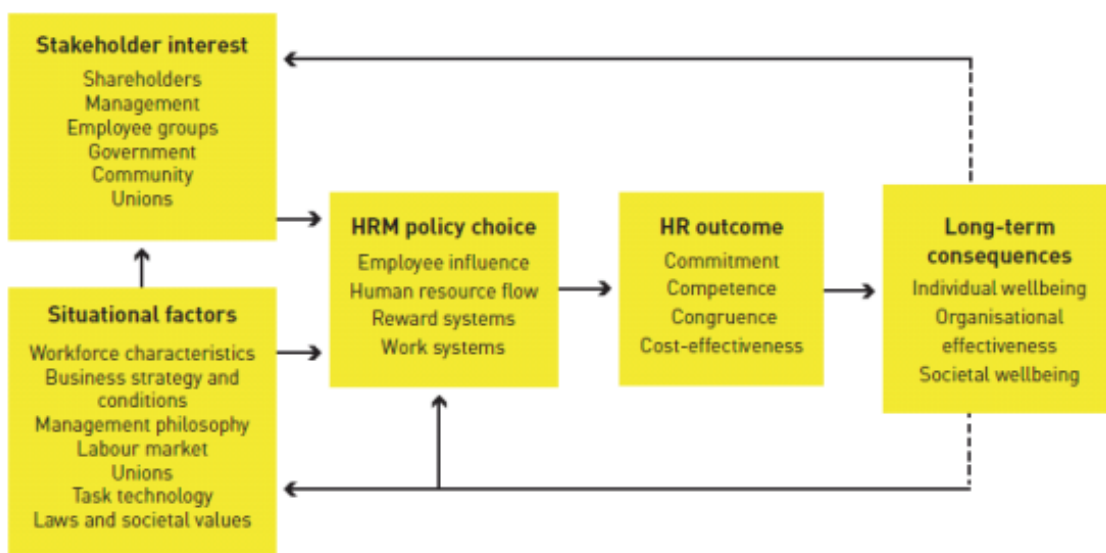 Stakeholder interest
Shareholders
Management
Employee groups
Government
Community
Unions
Situational factors
Workforce characteristics
Business strategy and
conditions
Management philosophy
Labour market
Unions
Task technology
Laws and societal values
HRM policy choice
Employee influence
Human resource flow
Reward systems
Work systems
HR outcome
Commitment
Competence
Congruence
Cost-effectiveness
Long-term
consequences
Individual wellbeing
Organisational
effectiveness
Societal wellbeing